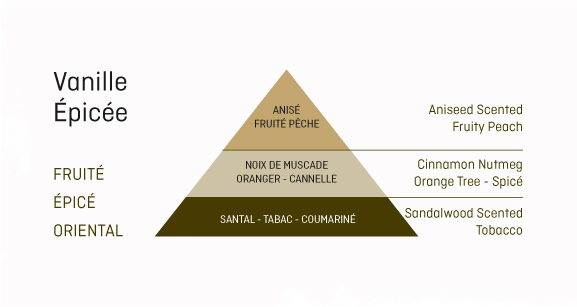 Vanille
Épicée
FRUITÉ
ÉPICÉ
ORIENTAL
ANISÉ
FRUITÉ PÊCHE
NOIX DE MUSCADE
ORANGER - CANNELLE
SANTAL - TABAC - COUMARINÉ
Aniseed Scented
Fruity Peach
Cinnamon Nutmeg
Orange Tree - Spicé
Sandalwood Scented
Tobacco